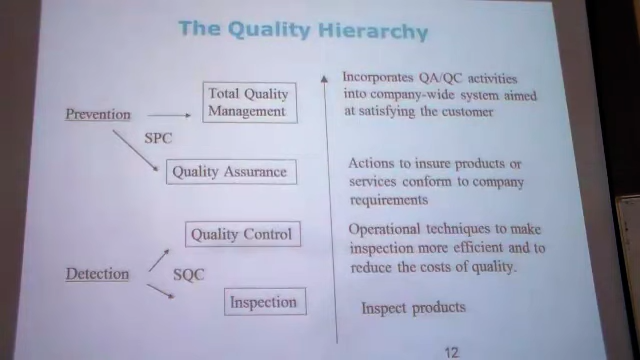 The Quality Hierarchy
Prevention
SPC
Total Quality
Management
Quality Assurance
Detection
SQC
Quality Control
Inspection
Incorporates QA/QC activities
into company-wide system aimed
at satisfying the customer
Actions to insure products or
services conform to company
requirements
Operational techniques to make
inspection more efficient and to
reduce the costs of quality.
Inspect products
12